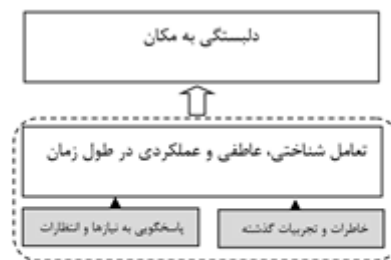 دلبستگی به مکان
تعامل شناختی، عاطفی و عملکردی در طول زمان
خاطرات و تجربیات گذشته
پاسخگویی به نیازها و انتظارات